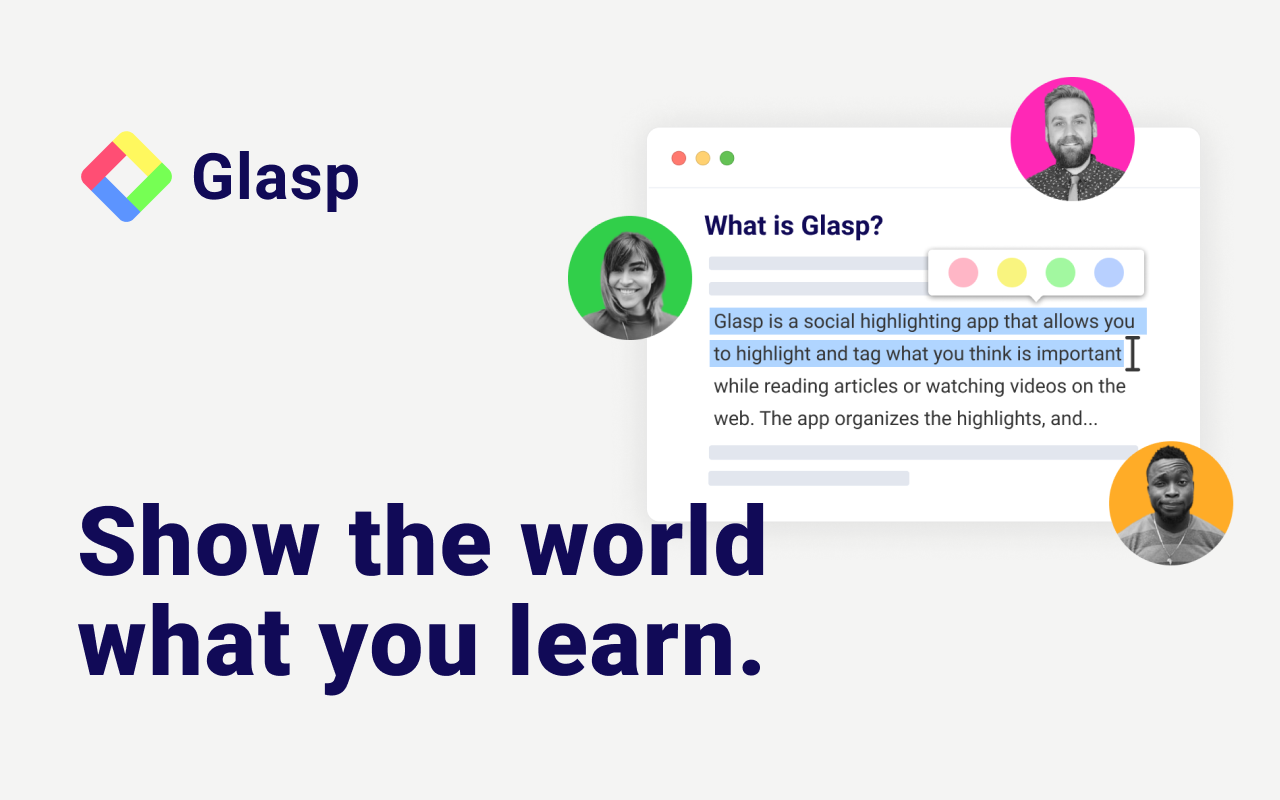 Glasp
What is Glasp?
Glasp is a social highlighting app that allows you
to highlight and tag what you think is important
while reading articles or watching videos on the
web. The app organizes the highlights, and...
Show the world
what you learn.